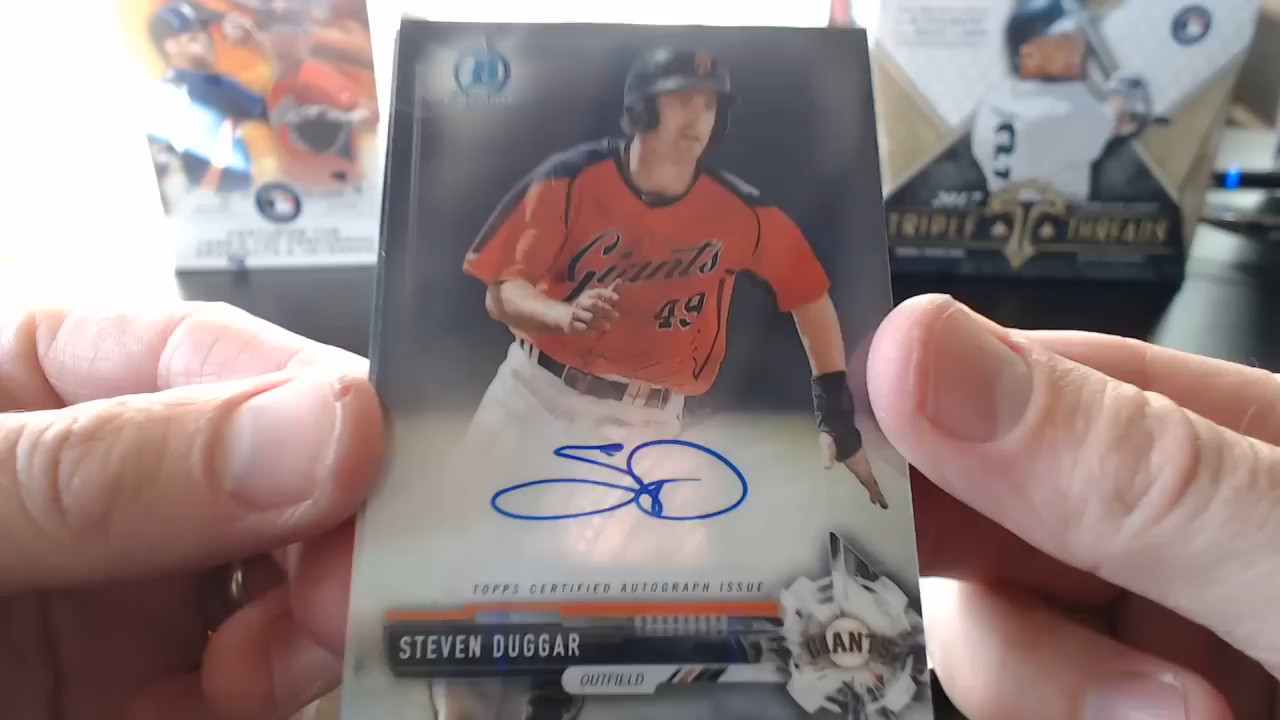 Giants
49
TOPPS CERTIFIED AUTOGRAPH ISSUE
STEVEN DUGGAR
OUTFIELD
GIANTS
2017
TRIPLE THREADS